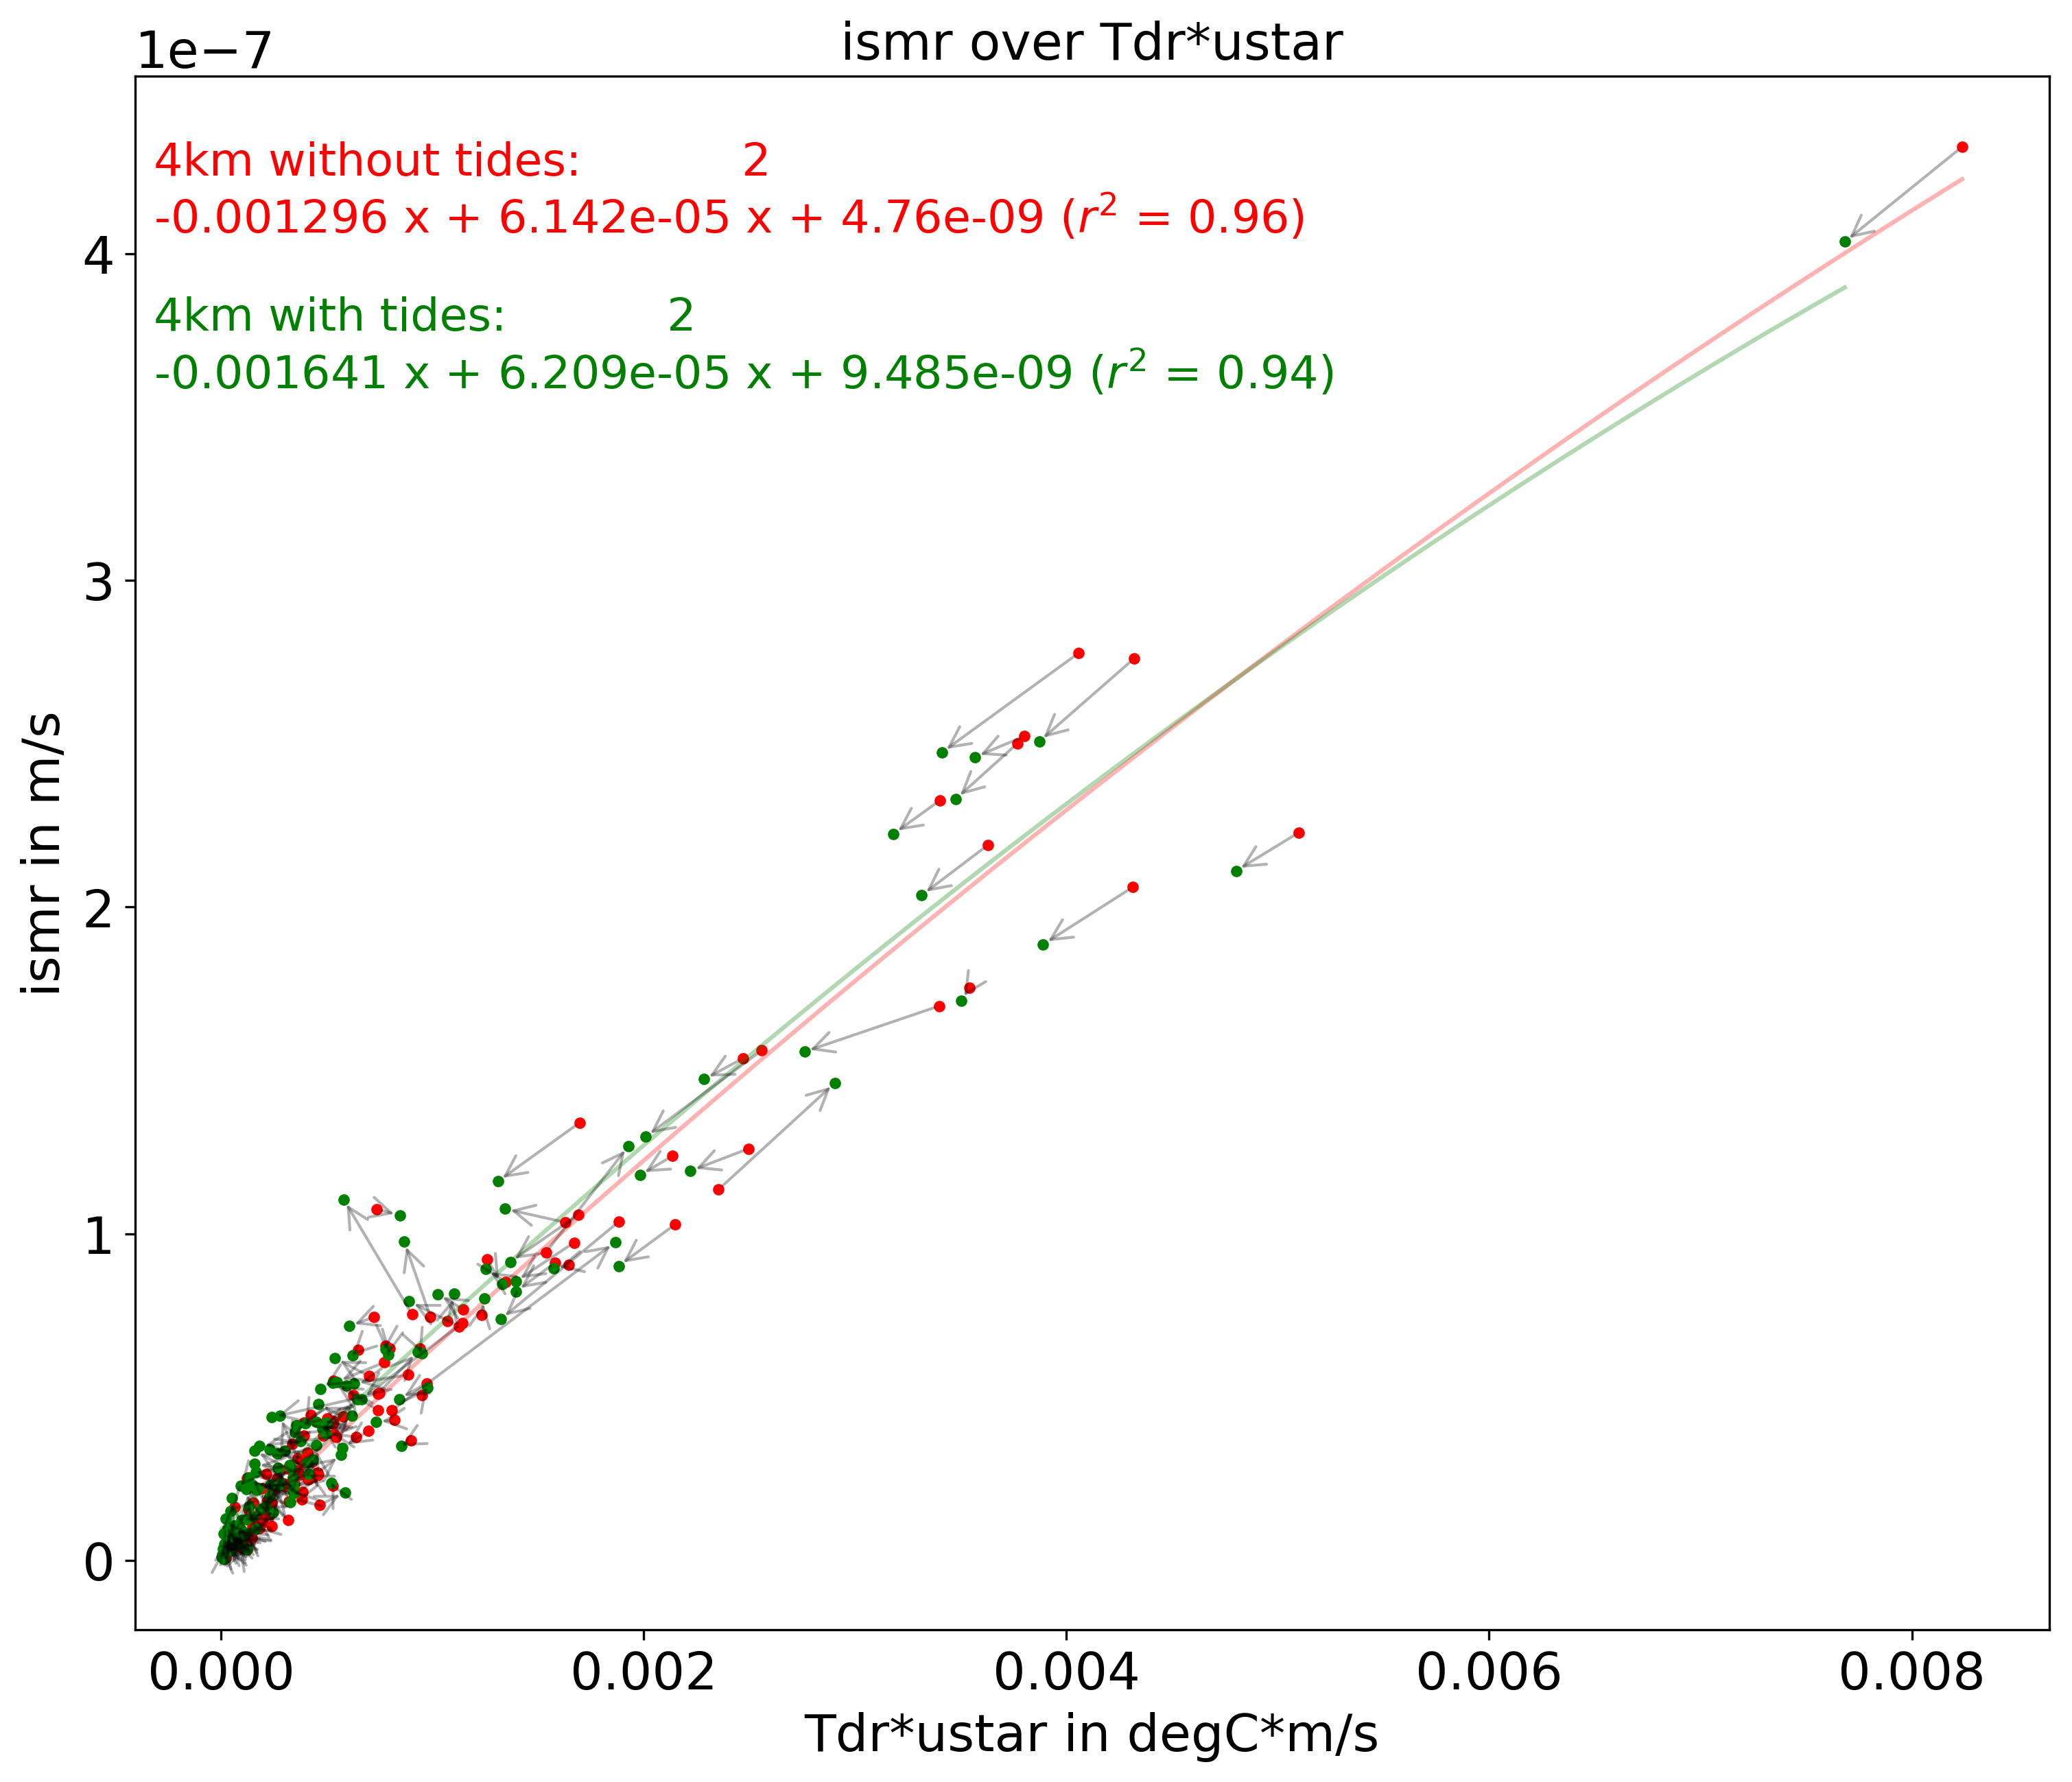 ismr over Tdr*ustar
1e−7
4km without tides: 2
-0.001296 x + 6.142e-05 x + 4.76e-09 (r² = 0.96)
4km with tides: 2
-0.001641 x + 6.209e-05 x + 9.485e-09 (r² = 0.94)
4
3
2
1
0
ismr in m/s
0.000 0.002 0.004 0.006 0.008
Tdr*ustar in degC*m/s